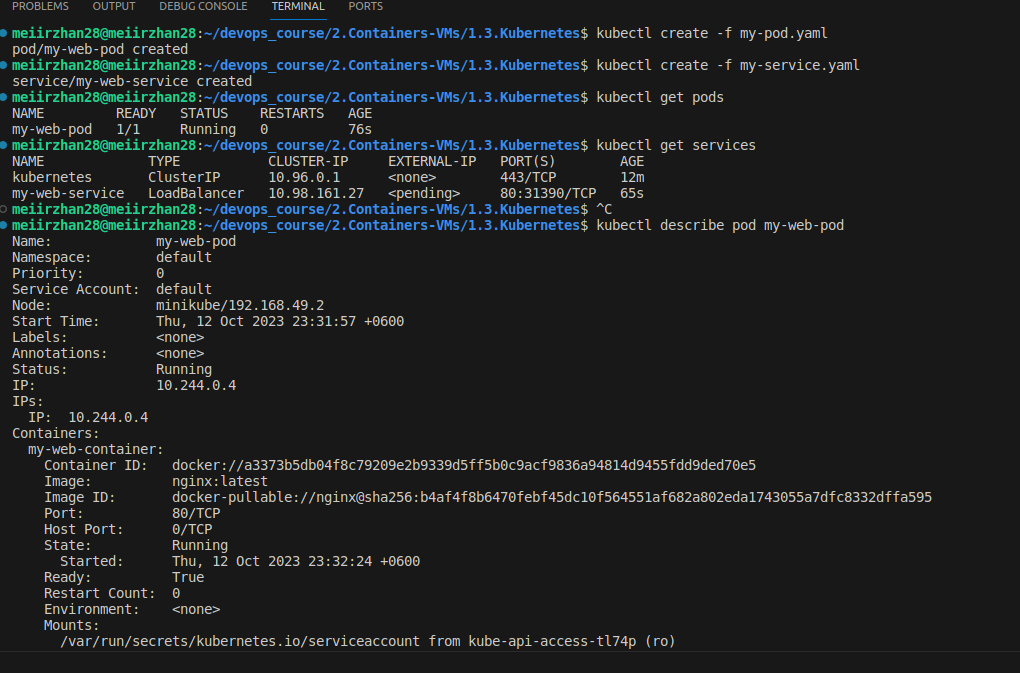 PROBLEMS OUTPUT DEBUG CONSOLE TERMINAL PORTS
meiirzhan28@meiirzhan28:~/devops_course/2.Containers-VMs/1.3.Kubernetes$ kubectl create -f my-pod.yaml
pod/my-web-pod created
meiirzhan28@meiirzhan28:~/devops_course/2.Containers-VMs/1.3.Kubernetes$ kubectl create -f my-service.yaml
service/my-web-service created
meiirzhan28@meiirzhan28:~/devops_course/2.Containers-VMs/1.3.Kubernetes$ kubectl get pods
NAME         READY   STATUS    RESTARTS   AGE
my-web-pod   1/1     Running   0          76s
meiirzhan28@meiirzhan28:~/devops_course/2.Containers-VMs/1.3.Kubernetes$ kubectl get services
NAME             TYPE           CLUSTER-IP     EXTERNAL-IP   PORT(S)        AGE
kubernetes       ClusterIP      10.96.0.1      <none>        443/TCP        12m
my-web-service   LoadBalancer   10.98.161.27   <pending>     80:31390/TCP   65s
meiirzhan28@meiirzhan28:~/devops_course/2.Containers-VMs/1.3.Kubernetes$ ^C
meiirzhan28@meiirzhan28:~/devops_course/2.Containers-VMs/1.3.Kubernetes$ kubectl describe pod my-web-pod
Name:             my-web-pod
Namespace:        default
Priority:         0
Service Account:  default
Node:             minikube/192.168.49.2
Start Time:       Thu, 12 Oct 2023 23:31:57 +0600
Labels:           <none>
Annotations:      <none>
Status:           Running
IP:               10.244.0.4
IPs:
  IP:  10.244.0.4
Containers:
  my-web-container:
    Container ID:   docker://a3373b5db04f8c79209e2b9339d5ff5b0c9acf9836a94814d9455fdd9ded70e5
    Image:          nginx:latest
    Image ID:       docker-pullable://nginx@sha256:b4af4f8b6470febf45dc10f564551af682a802eda1743055a7dfc8332dffa595
    Port:           80/TCP
    Host Port:      0/TCP
    State:          Running
      Started:      Thu, 12 Oct 2023 23:32:24 +0600
    Ready:          True
    Restart Count:  0
    Environment:    <none>
    Mounts:
      /var/run/secrets/kubernetes.io/serviceaccount from kube-api-access-tl74p (ro)